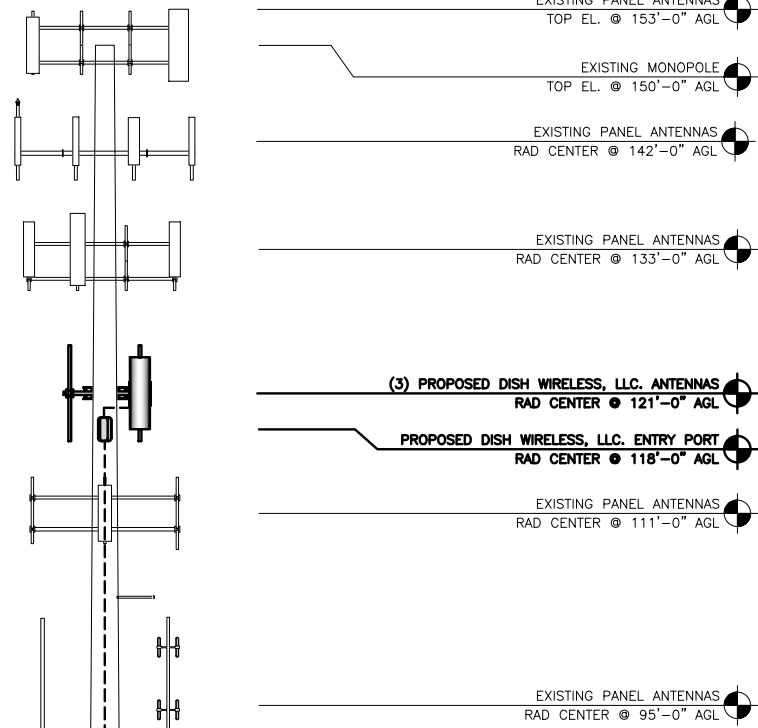 EXISTING PANEL ANTENNAS
TOP EL. @ 153'-0" AGL
EXISTING MONOPOLE
TOP EL. @ 150'-0" AGL
EXISTING PANEL ANTENNAS
RAD CENTER @ 142'-0" AGL
EXISTING PANEL ANTENNAS
RAD CENTER @ 133'-0" AGL
(3) PROPOSED DISH WIRELESS, LLC. ANTENNAS
RAD CENTER @ 121'-0" AGL
PROPOSED DISH WIRELESS, LLC. ENTRY PORT
RAD CENTER @ 118'-0" AGL
EXISTING PANEL ANTENNAS
RAD CENTER @ 111'-0" AGL
EXISTING PANEL ANTENNAS
RAD CENTER @ 95'-0" AGL